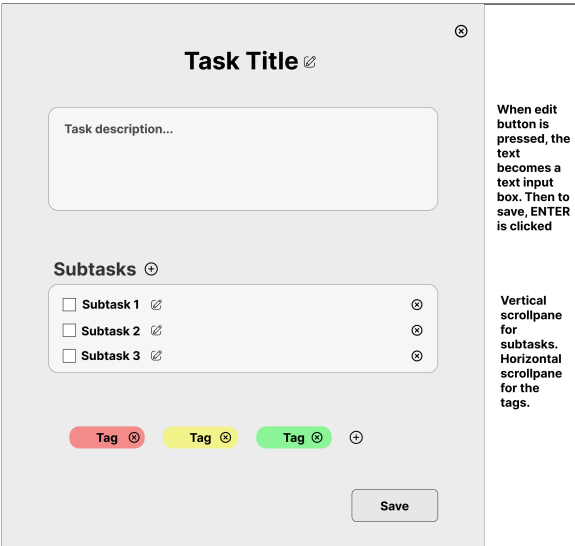 Task Title
Task description...
When edit
button is
pressed, the
text
becomes a
text input
box. Then to
save, ENTER
is clicked
Subtasks
Subtask 1
Subtask 2
Subtask 3
Vertical
scrollpane
for
subtasks.
Horizontal
scrollpane
for the
tags.
Tag Tag Tag
Save